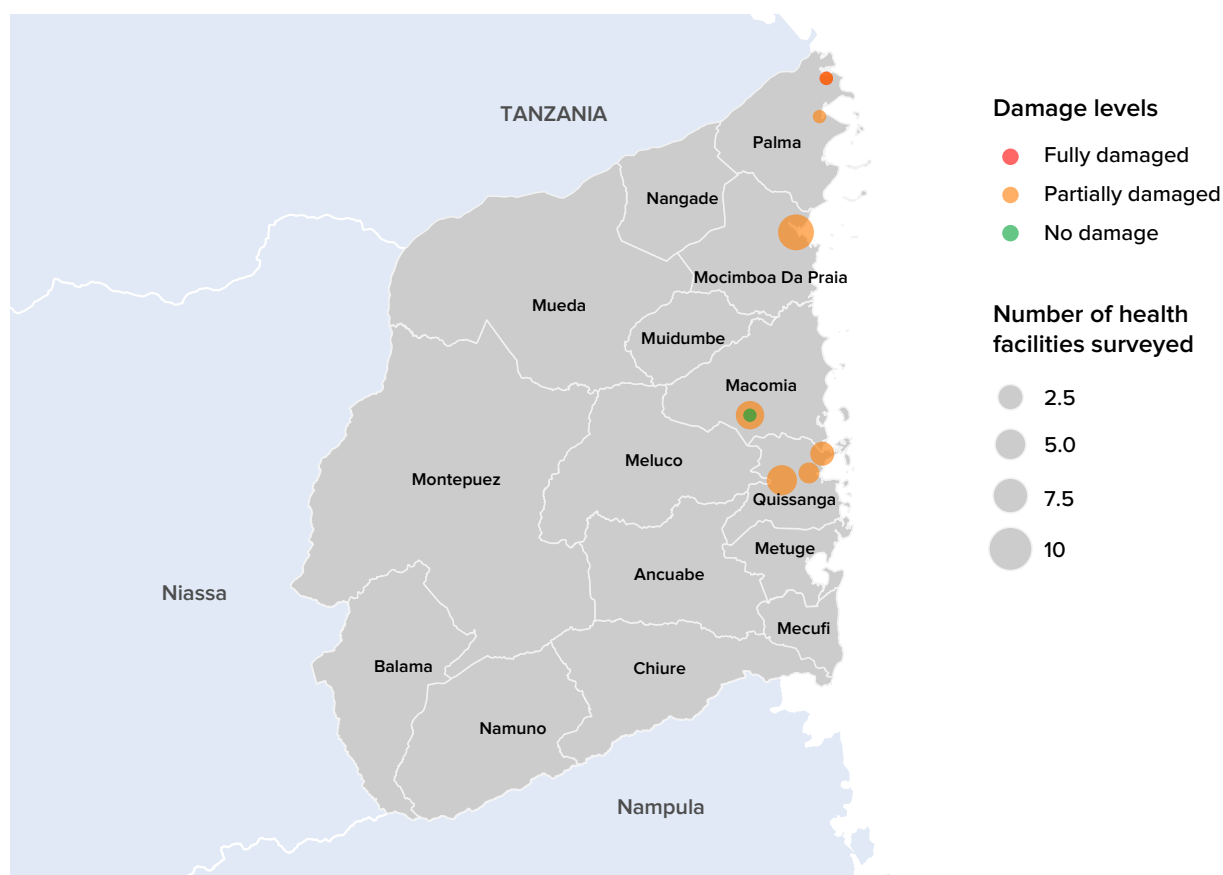 TANZANIA
Palma
Nangade
Mocimboa Da Praia
Mueda
Muidumbe
Macomia
Meluco
Montepuez
Quissanga
Metuge
Ancuabe
Niassa
Mecufi
Balama
Chiure
Namuno
Nampula
Damage levels
Fully damaged
Partially damaged
No damage
Number of health
facilities surveyed
2.5
5.0
7.5
10